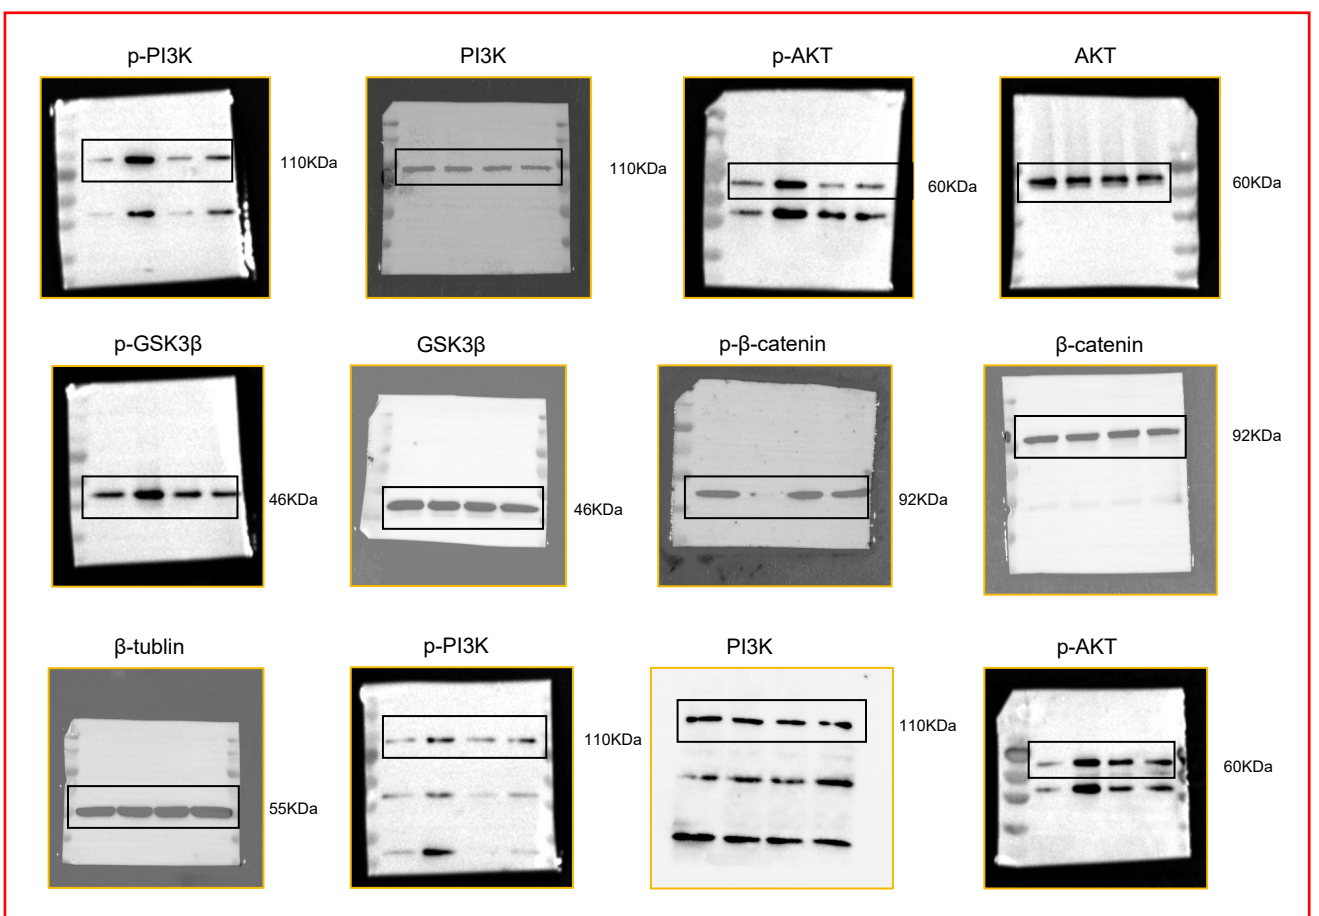 p-PI3K
PI3K
p-AKT
AKT
110KDa
110KDa
60KDa
60KDa
p-GSK3β
GSK3β
p-β-catenin
β-catenin
46KDa
46KDa
92KDa
92KDa
β-tublin
p-PI3K
PI3K
p-AKT
55KDa
110KDa
110KDa
60KDa